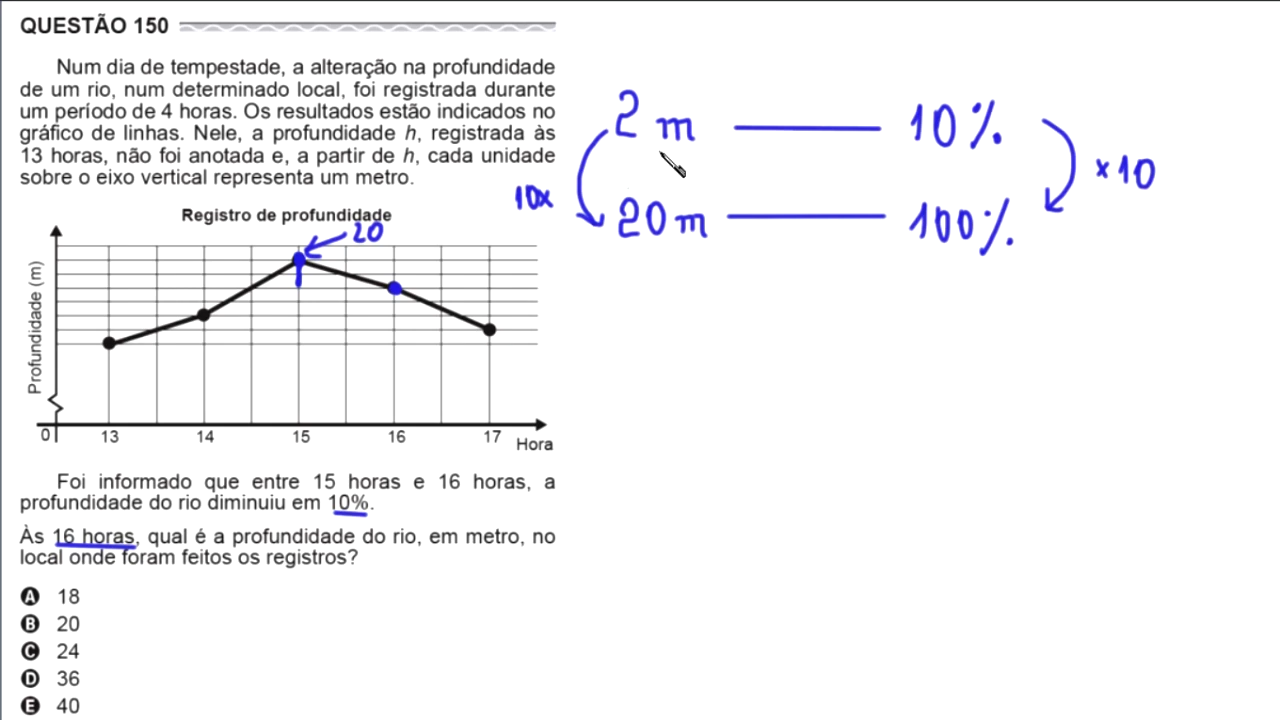 QUESTÃO 150
Num dia de tempestade, a alteração na profundidade
de um rio, num determinado local, foi registrada durante
um período de 4 horas. Os resultados estão indicados no
gráfico de linhas. Nele, a profundidade h, registrada às
13 horas, não foi anotada e, a partir de h, cada unidade
sobre o eixo vertical representa um metro.
Registro de profundidade
20
Profundidade (m)
0
13 14 15 16 17
Hora
Foi informado que entre 15 horas e 16 horas, a
profundidade do rio diminuiu em 10%.
Às 16 horas, qual é a profundidade do rio, em metro, no
local onde foram feitos os registros?
A 18
B 20
C 24
D 36
E 40
2 m 10%
10x
20 m 100%
×10